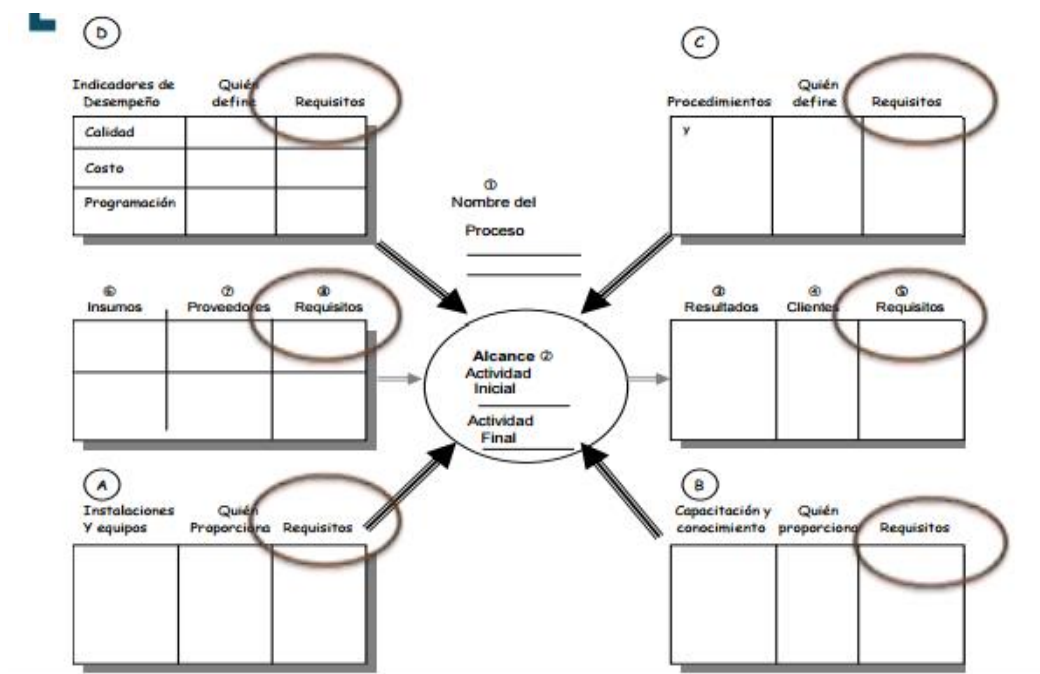 D
Indicadores de Desempeño
Quién define
Requisitos
Calidad
Costo
Programación
C
Procedimientos
Quién define
Requisitos
y
①
Nombre del
Proceso
⑥ Insumos
⑦ Proveedores
⑧ Requisitos
③ Resultados
④ Clientes
⑤ Requisitos
Alcance ②
Actividad
Inicial
Actividad
Final
A
Instalaciones
Y equipos
Quién
Proporciona
Requisitos
B
Capacitación y
conocimiento
Quién
proporciona
Requisitos